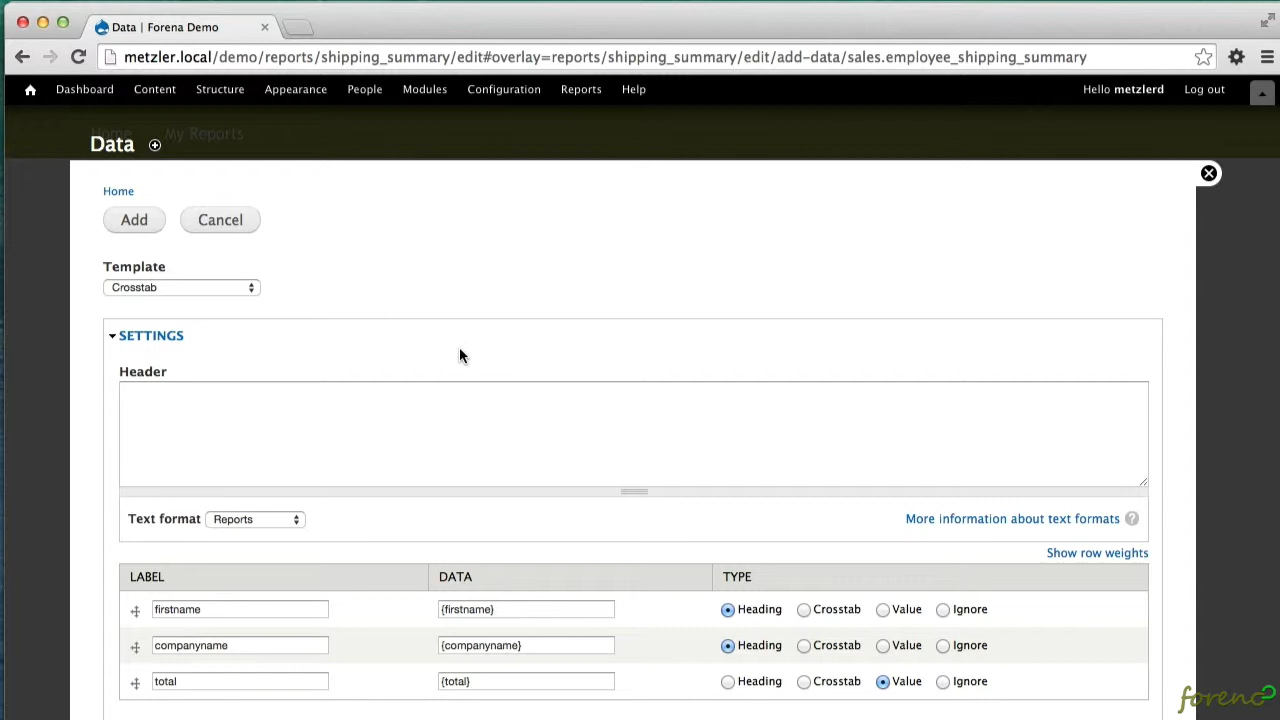 Data | Forena Demo
metzler.local/demo/reports/shipping_summary/edit#overlay=reports/shipping_summary/edit/add-data/sales.employee_shipping_summary
Dashboard Content Structure Appearance People Modules Configuration Reports Help Hello metzlerd Log out
Home My Reports
Data
Home
Add Cancel
Template
Crosstab
SETTINGS
Header
Text format Reports More information about text formats ?
Show row weights
LABEL DATA TYPE
firstname {firstname} Heading Crosstab Value Ignore
companyname {companyname} Heading Crosstab Value Ignore
total {total} Heading Crosstab Value Ignore
forena